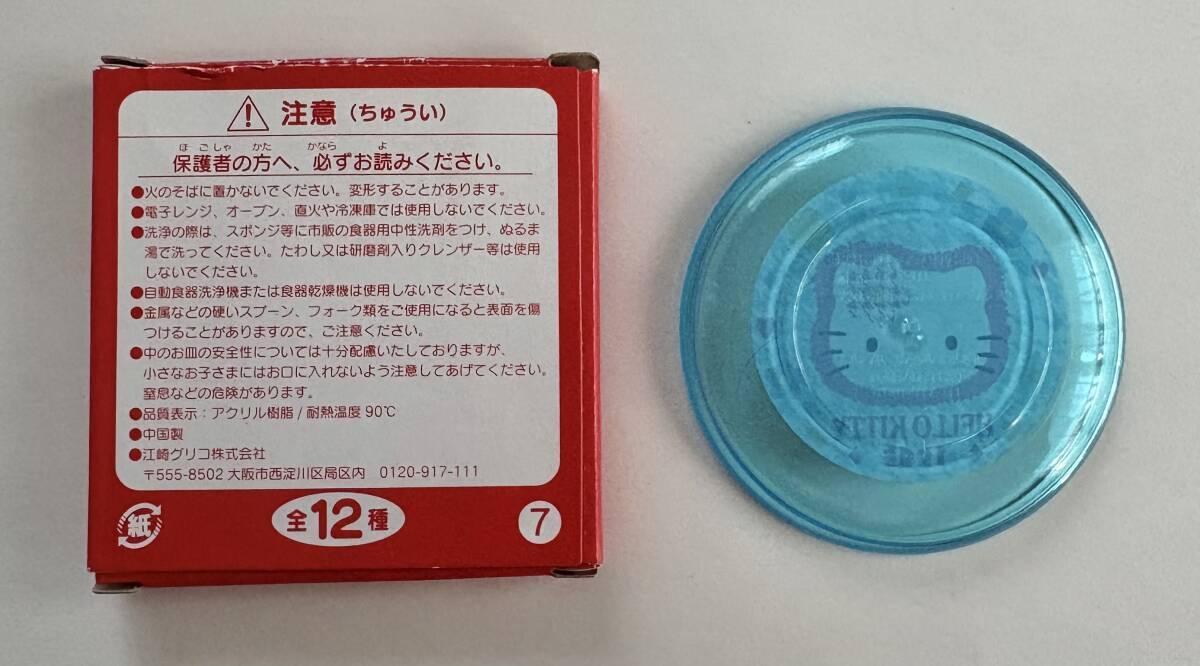 注意（ちゅうい）
ほごしゃ かた かなら よ
保護者の方へ、必ずお読みください。
●火のそばに置かないでください。変形することがあります。
●電子レンジ、オーブン、直火や冷凍庫では使用しないでください。
●洗浄の際は、スポンジ等に市販の食器用中性洗剤をつけ、ぬるま
湯で洗ってください。たわし又は研磨剤入りクレンザー等は使用
しないでください。
●自動食器洗浄機または食器乾燥機は使用しないでください。
●金属などの硬いスプーン、フォーク類をご使用になると表面を傷
つけることがありますので、ご注意ください。
●中のお皿の安全性については十分配慮いたしておりますが、
小さなお子さまにはお口に入れないよう注意してあげてください。
窒息などの危険があります。
●品質表示：アクリル樹脂/耐熱温度90℃
●中国製
●江崎グリコ株式会社
〒555-8502 大阪市西淀川区局区内 0120-917-111
紙
全12種
7
HELLO KITTY